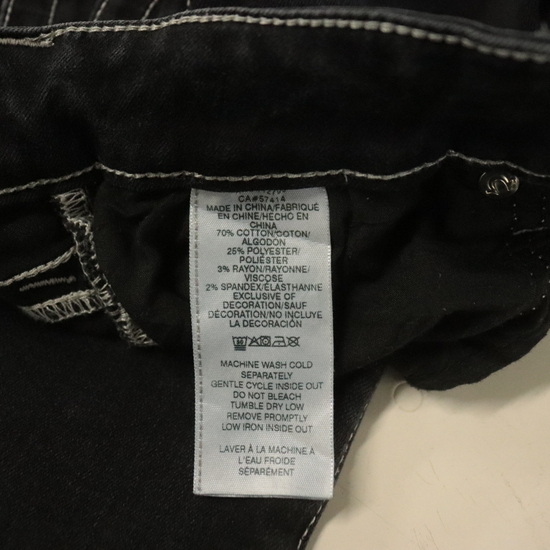 CA#57414
MADE IN CHINA/FABRIQUÉ
EN CHINE/HECHO EN
CHINA
70% COTTON/COTON/
ALGODON
25% POLYESTER/
POLIÉSTER
3% RAYON/RAYONNE/
VISCOSE
2% SPANDEX/ÉLASTHANNE
EXCLUSIVE OF
DECORATION/SAUF
DÉCORATION/NO INCLUYE
LA DECORACIÓN
MACHINE WASH COLD
SEPARATELY
GENTLE CYCLE INSIDE OUT
DO NOT BLEACH
TUMBLE DRY LOW
REMOVE PROMPTLY
LOW IRON INSIDE OUT
LAVER À LA MACHINE À
L'EAU FROIDE
SÉPARÉMENT